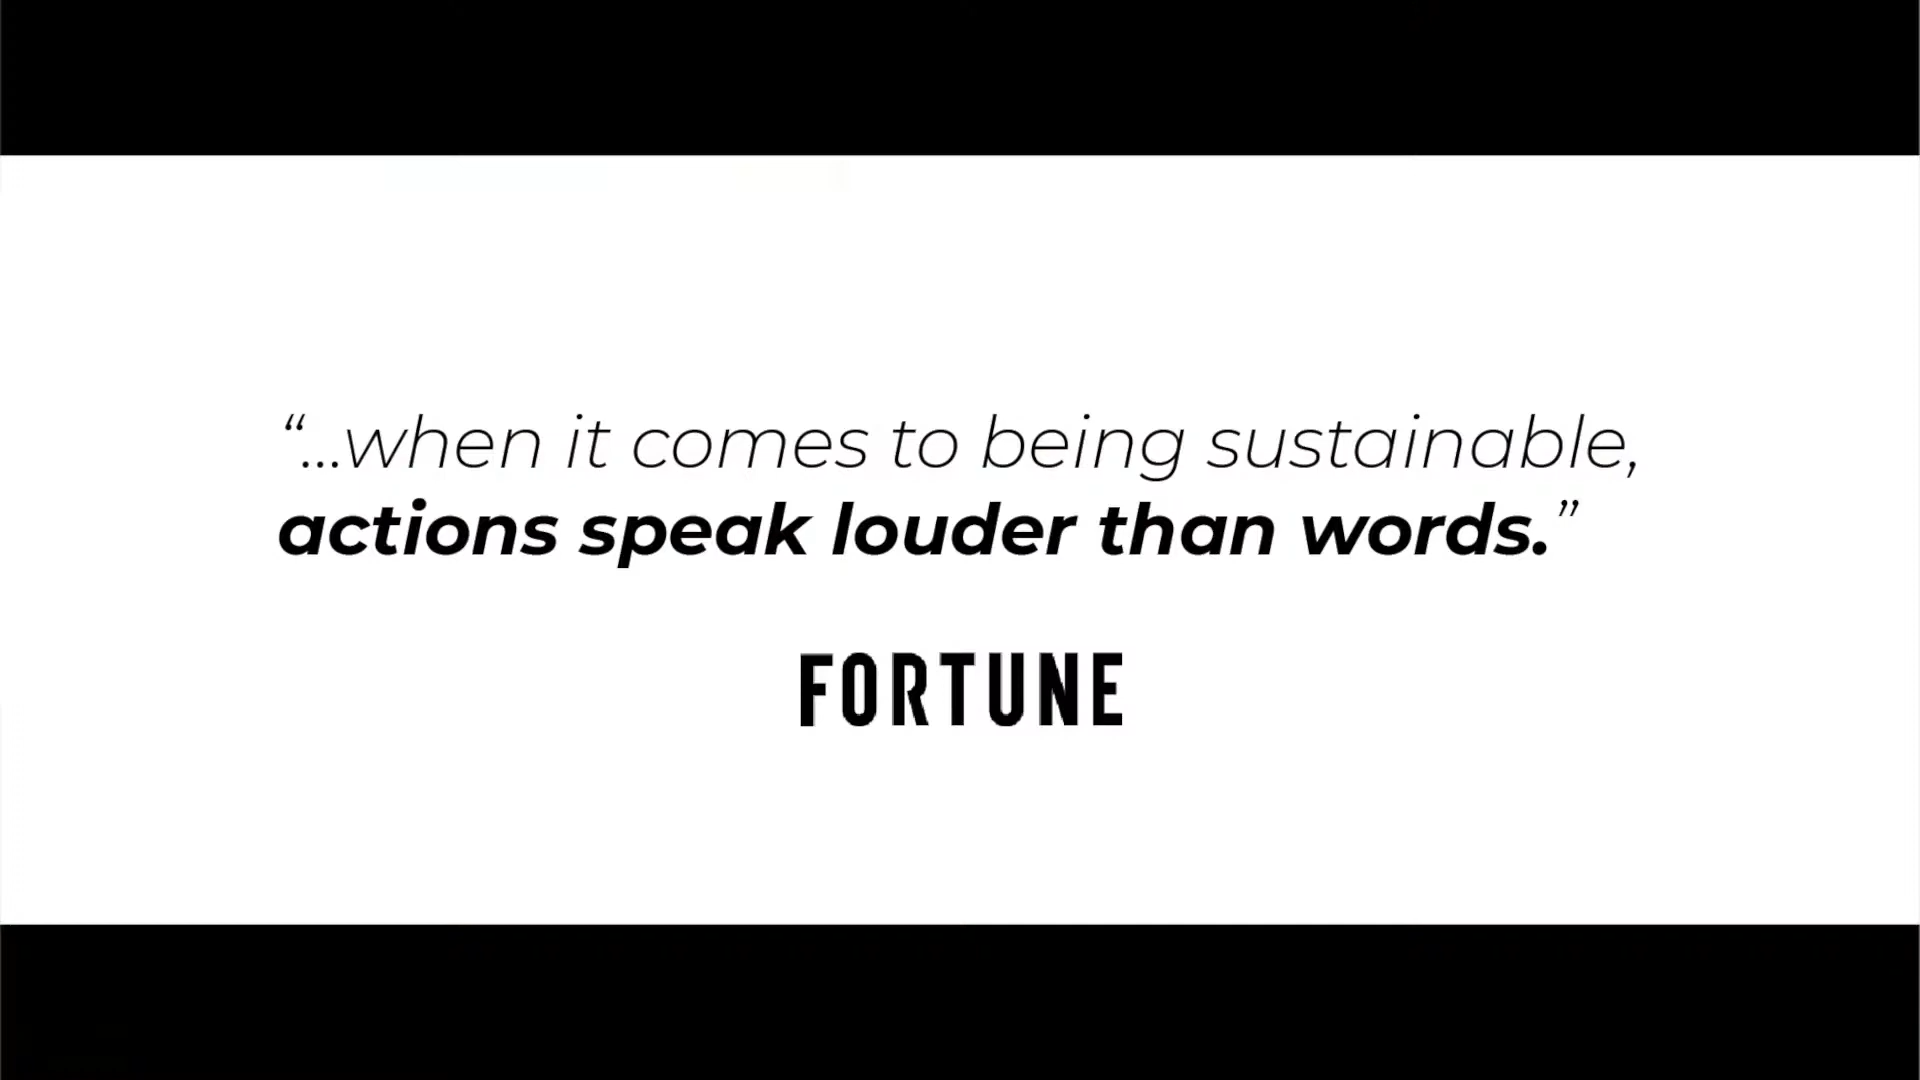 “...when it comes to being sustainable,
actions speak louder than words.”
FORTUNE